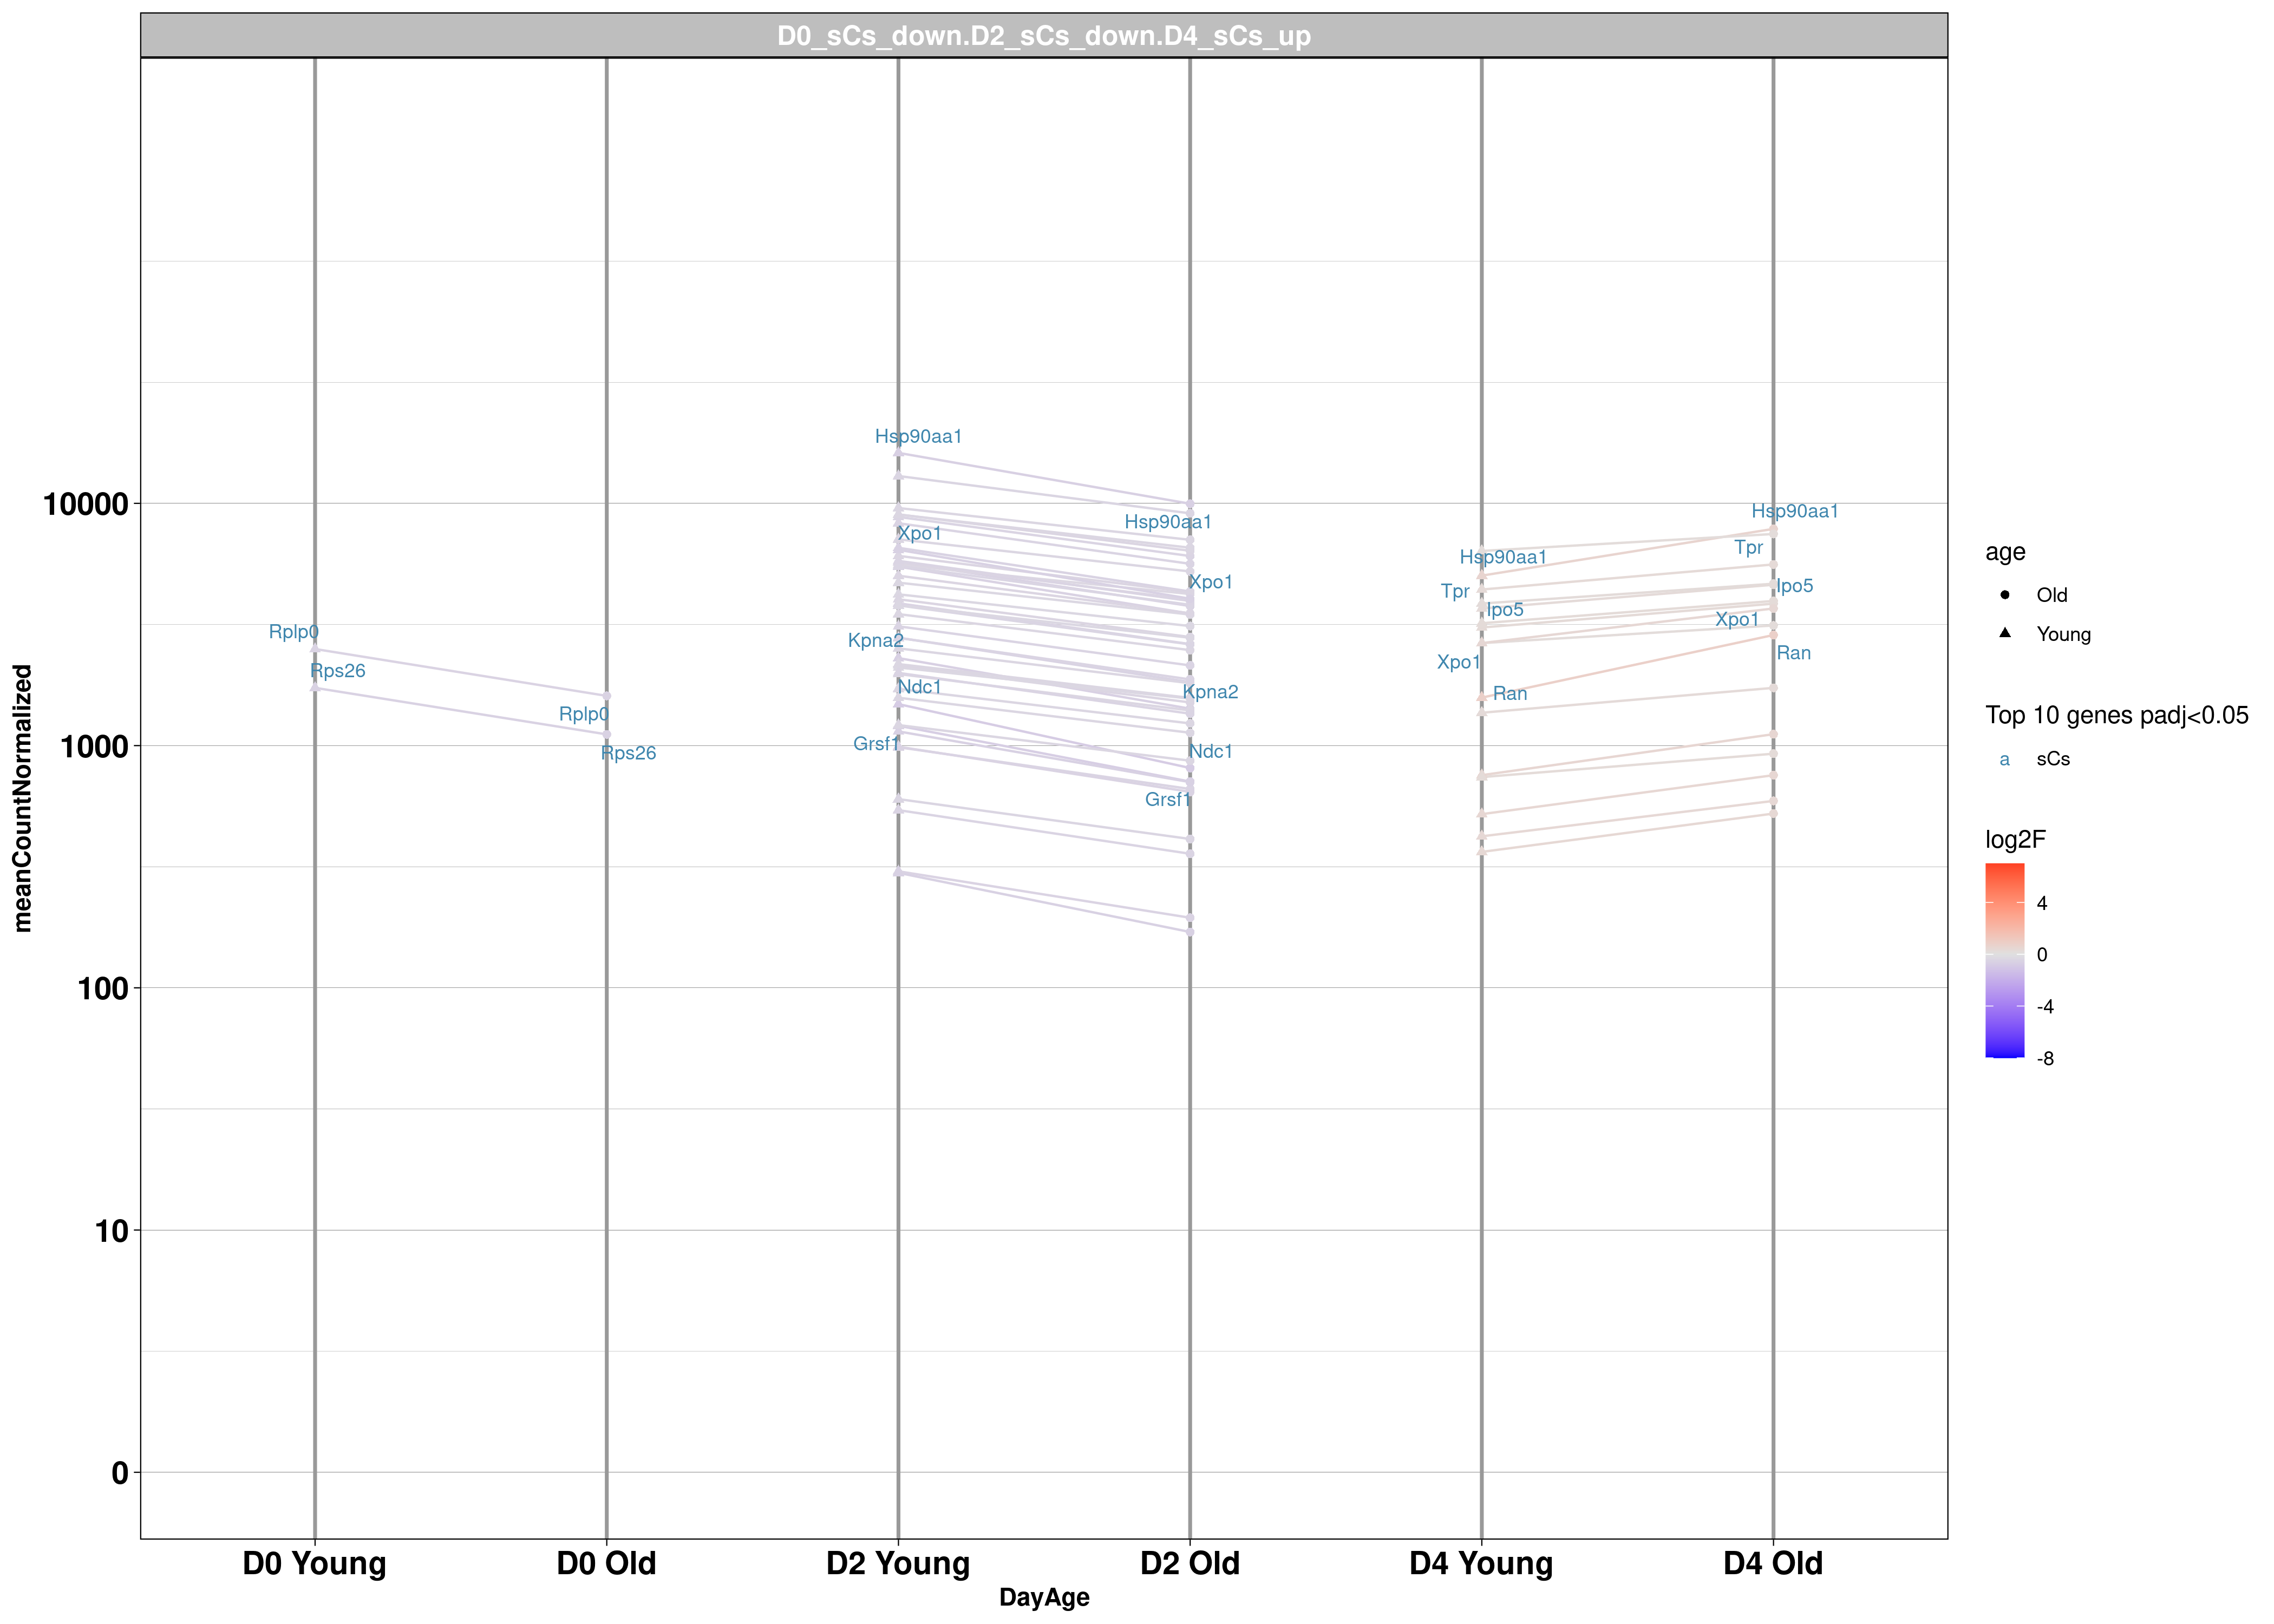 D0_sCs_down.D2_sCs_down.D4_sCs_up
meanCountNormalized
10000
1000
100
10
0
Rplp0
Rps26
Rplp0
Rps26
Hsp90aa1
Xpo1
Kpna2
Ndc1
Grsf1
Hsp90aa1
Xpo1
Kpna2
Ndc1
Grsf1
Hsp90aa1
Tpr
Ipo5
Xpo1
Ran
Hsp90aa1
Tpr
Ipo5
Xpo1
Ran
D0 Young
D0 Old
D2 Young
D2 Old
D4 Young
D4 Old
DayAge
age
Old
Young
Top 10 genes padj<0.05
a sCs
log2F
4
0
-4
-8